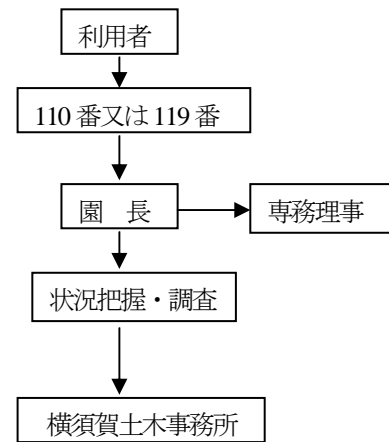 利用者
110番又は119番
園　長
専務理事
状況把握・調査
横須賀土木事務所